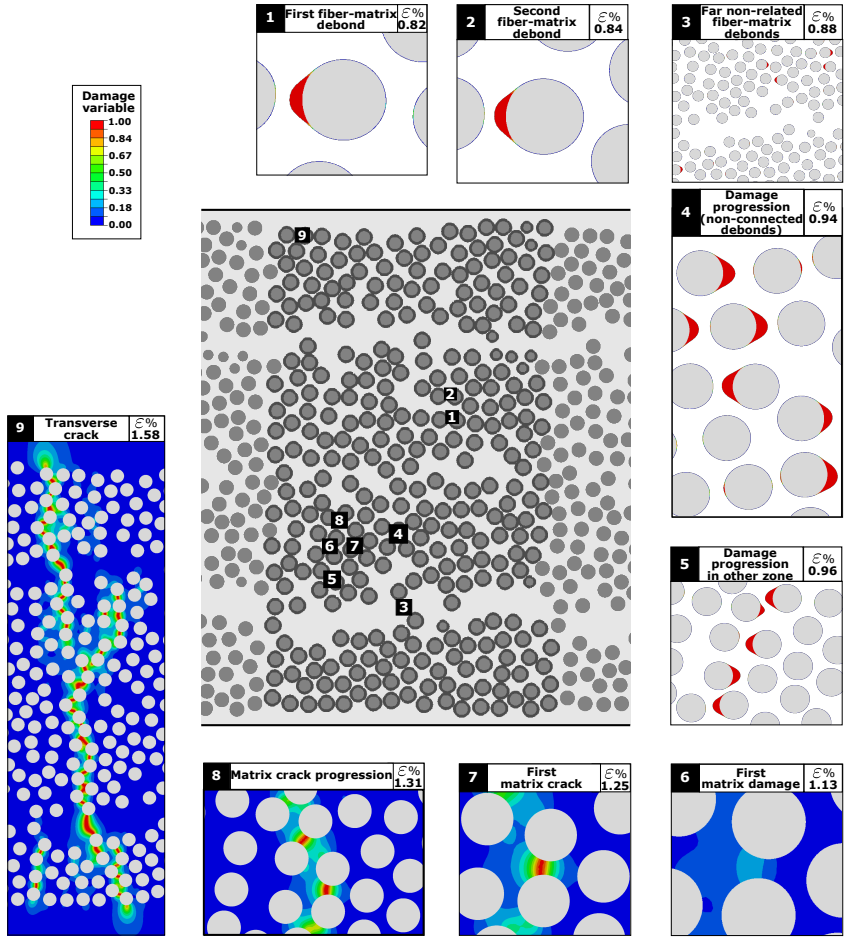 1
First fiber-matrix
debond
ε%
0.82
2
Second
fiber-matrix
debond
ε%
0.84
3
Far non-related
fiber-matrix
debonds
ε%
0.88
Damage
variable
1.00
0.84
0.67
0.50
0.33
0.18
0.00
4
Damage
progression
(non-connected
debonds)
ε%
0.94
9
2
1
8
6
7
4
5
3
9
Transverse
crack
ε%
1.58
5
Damage
progression
in other zone
ε%
0.96
8
Matrix crack progression
ε%
1.31
7
First
matrix crack
ε%
1.25
6
First
matrix damage
ε%
1.13